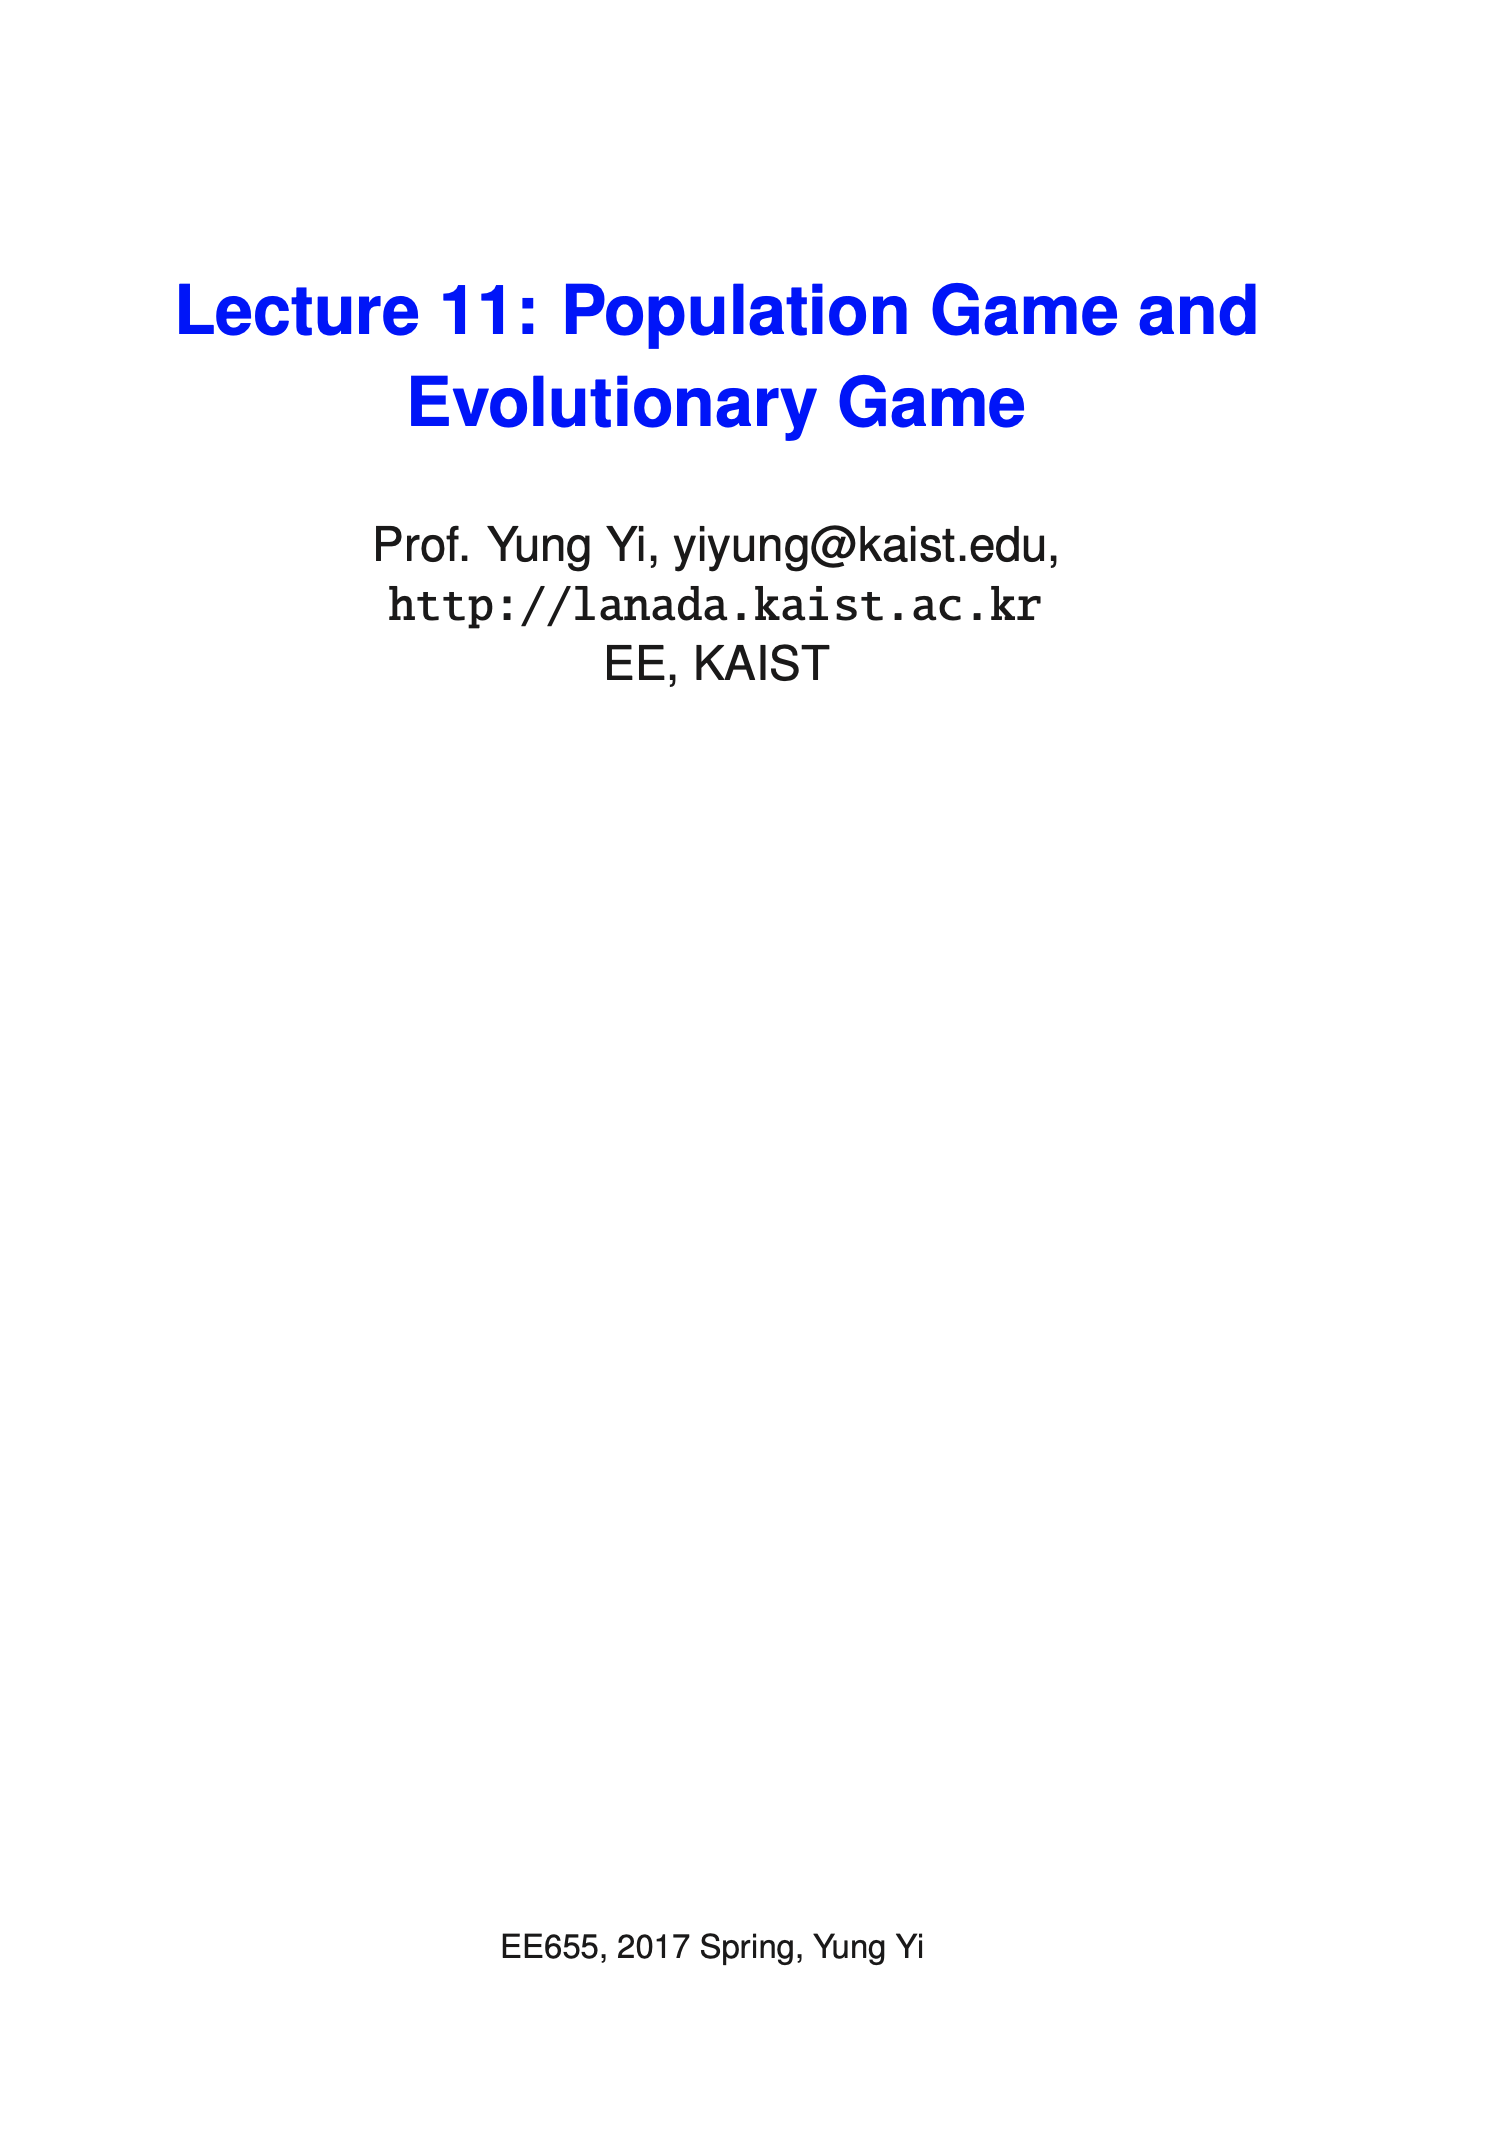 Lecture 11: Population Game and
Evolutionary Game
Prof. Yung Yi, yiyung@kaist.edu,
http://lanada.kaist.ac.kr
EE, KAIST
EE655, 2017 Spring, Yung Yi